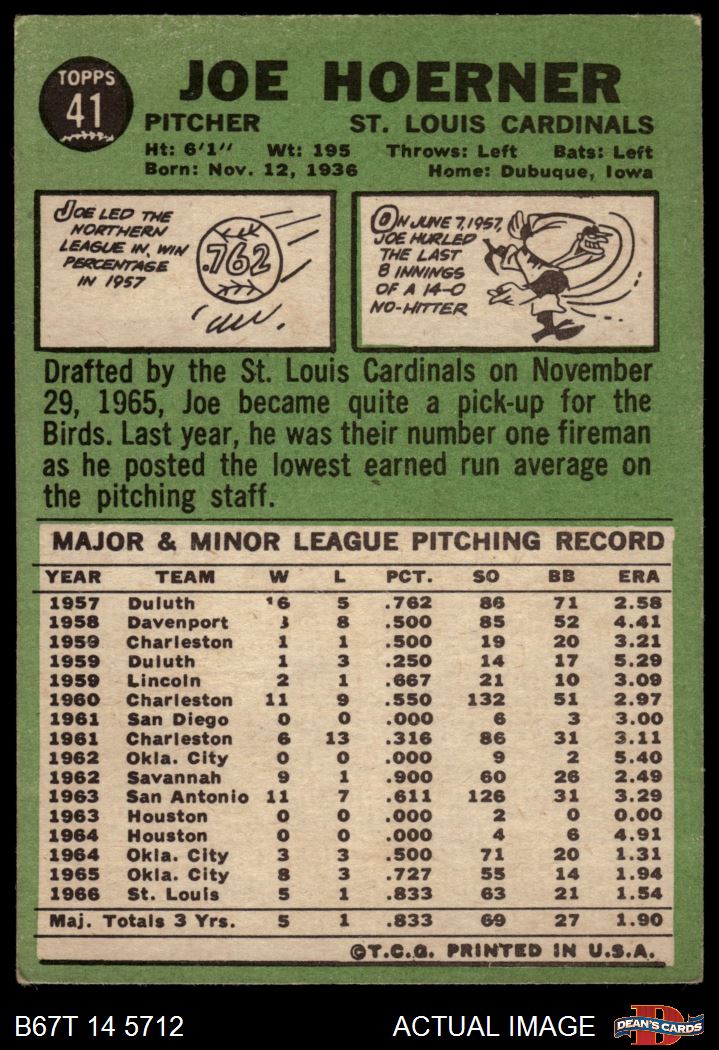 TOPPS
41
JOE HOERNER
PITCHER ST. LOUIS CARDINALS
Ht: 6'1" Wt: 195 Throws: Left Bats: Left
Born: Nov. 12, 1936 Home: Dubuque, Iowa
JOE LED THE
NORTHERN
LEAGUE IN WIN
PERCENTAGE
IN 1957
.762
ON JUNE 7, 1957,
JOE HURLED
THE LAST
8 INNINGS
OF A 14-0
NO-HITTER
Drafted by the St. Louis Cardinals on November
29, 1965, Joe became quite a pick-up for the
Birds. Last year, he was their number one fireman
as he posted the lowest earned run average on
the pitching staff.
MAJOR & MINOR LEAGUE PITCHING RECORD
YEAR TEAM W L PCT. SO BB ERA
1957 Duluth 6 5 .762 86 71 2.58
1958 Davenport 8 .500 85 52 4.41
1959 Charleston 1 1 .500 19 20 3.21
1959 Duluth 1 3 .250 14 17 5.29
1959 Lincoln 2 1 .667 21 10 3.09
1960 Charleston 11 9 .550 132 51 2.97
1961 San Diego 0 0 .000 6 3 3.00
1961 Charleston 6 13 .316 86 31 3.11
1962 Okla. City 0 0 .000 9 2 5.40
1962 Savannah 9 1 .900 60 26 2.49
1963 San Antonio 11 7 .611 126 31 3.29
1963 Houston 0 0 .000 2 0 0.00
1964 Houston 0 0 .000 4 6 4.91
1964 Okla. City 3 3 .500 71 20 1.31
1965 Okla. City 8 3 .727 55 14 1.94
1966 St. Louis 5 1 .833 63 21 1.54
Maj. Totals 3 Yrs. 5 1 .833 69 27 1.90
©T.C.G. PRINTED IN U.S.A.
B67T 14 5712 ACTUAL IMAGE D DEAN'S CARDS